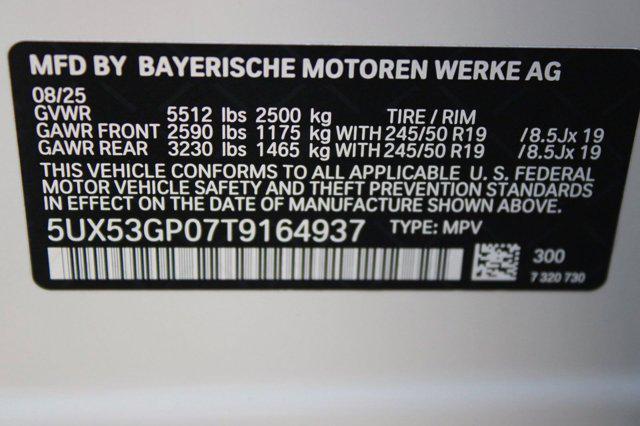 MFD BY BAYERISCHE MOTOREN WERKE AG
08/25
GVWR 5512 lbs 2500 kg TIRE / RIM
GAWR FRONT 2590 lbs 1175 kg WITH 245/50 R19 /8.5Jx 19
GAWR REAR 3230 lbs 1465 kg WITH 245/50 R19 /8.5Jx 19
THIS VEHICLE CONFORMS TO ALL APPLICABLE U. S. FEDERAL
MOTOR VEHICLE SAFETY AND THEFT PREVENTION STANDARDS
IN EFFECT ON THE DATE OF MANUFACTURE SHOWN ABOVE.
5UX53GP07T9164937 TYPE: MPV
300
7 320 730